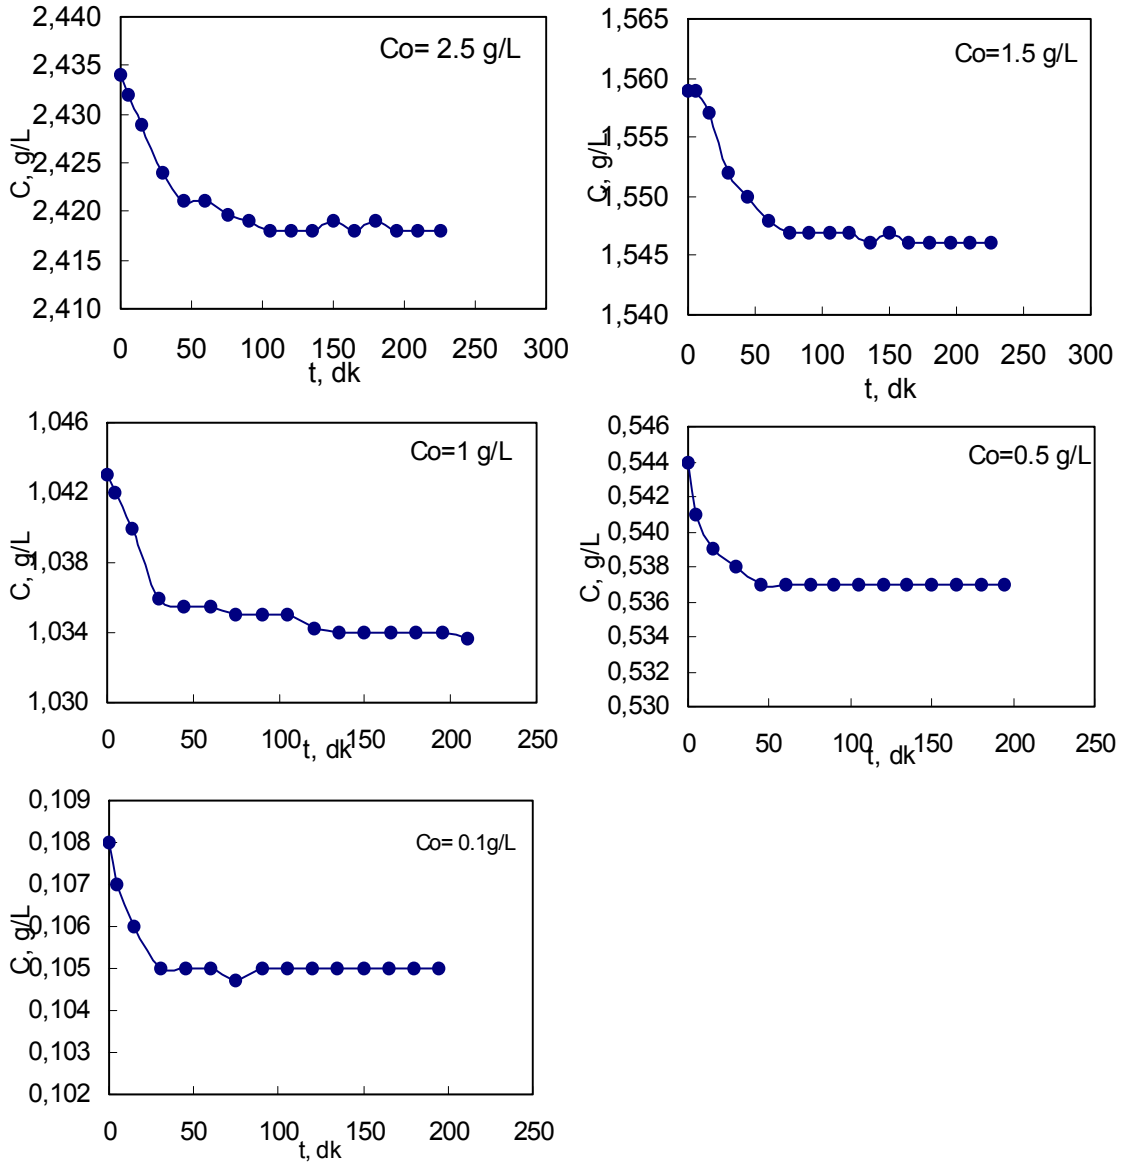 Co= 2.5 g/L
C, g/L
2,440
2,435
2,430
2,425
2,420
2,415
2,410
0 50 100 150 200 250 300
t, dk
Co=1.5 g/L
C, g/L
1,565
1,560
1,555
1,550
1,545
1,540
0 50 100 150 200 250 300
t, dk
Co=1 g/L
C, g/L
1,046
1,042
1,038
1,034
1,030
0 50 100 150 200 250
t, dk
Co=0.5 g/L
C, g/L
0,546
0,544
0,542
0,540
0,538
0,536
0,534
0,532
0,530
0 50 100 150 200 250
t, dk
Co= 0.1g/L
C, g/L
0,109
0,108
0,107
0,106
0,105
0,104
0,103
0,102
0 50 100 150 200 250
t, dk